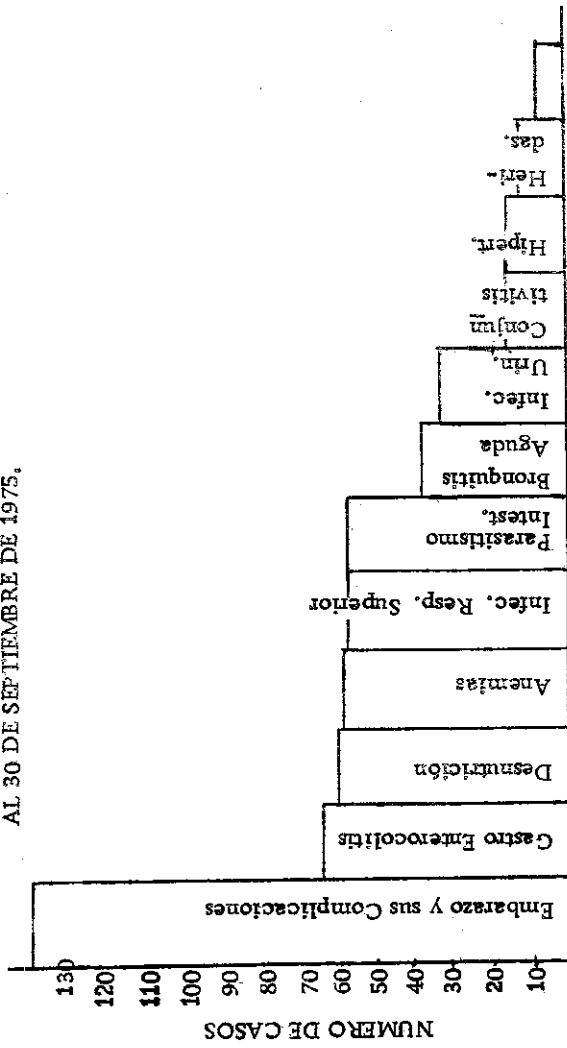 AL 30 DE SEPTIEMBRE DE 1975.
NUMERO DE CASOS
130
120
110
100
90
80
70
60
50
40
30
20
10
Embarazo y sus Complicaciones
Gastro Enterocolitis
Desnutrición
Anemias
Infec. Resp. Superior
Parasitismo
Intest.
Bronquitis
Aguda
Infec.
Urin.
Conjun
tivitis
Hipert.
Heri-
das.